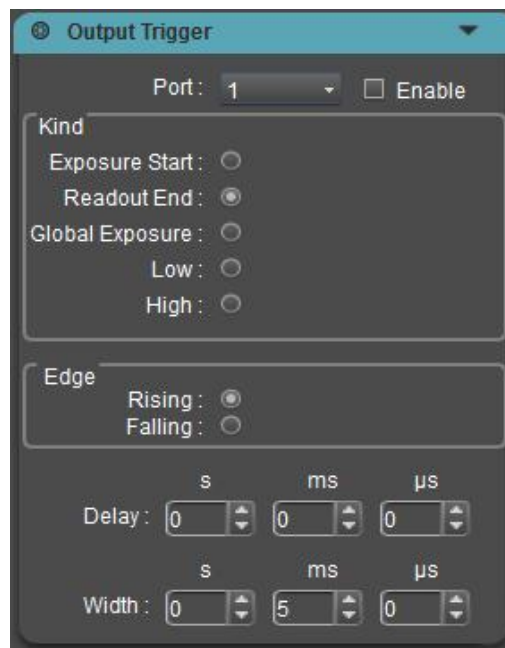 Output Trigger
Port : 1 Enable
Kind
Exposure Start :
Readout End :
Global Exposure :
Low :
High :
Edge
Rising :
Falling :
s ms µs
Delay : 0 0 0
s ms µs
Width : 0 5 0